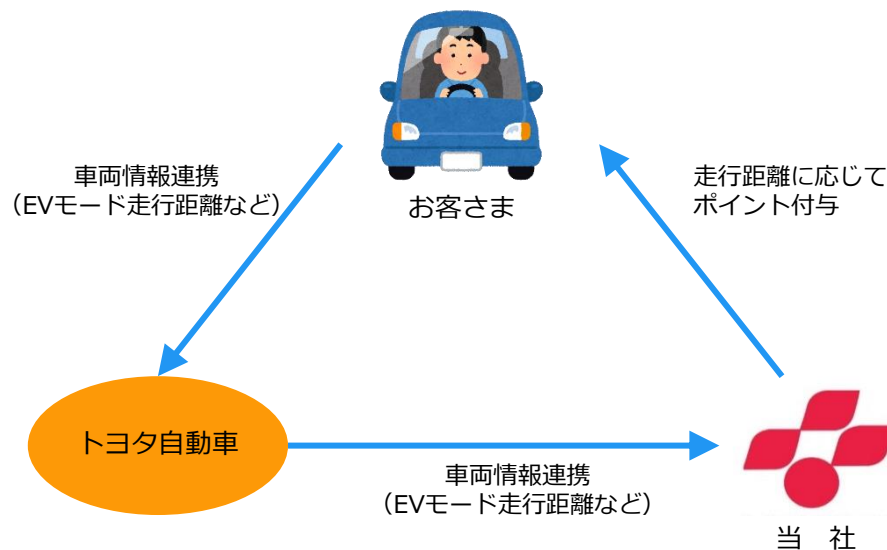 お客さま
車両情報連携
（EVモード走行距離など）
走行距離に応じて
ポイント付与
トヨタ自動車
車両情報連携
（EVモード走行距離など）
当　社